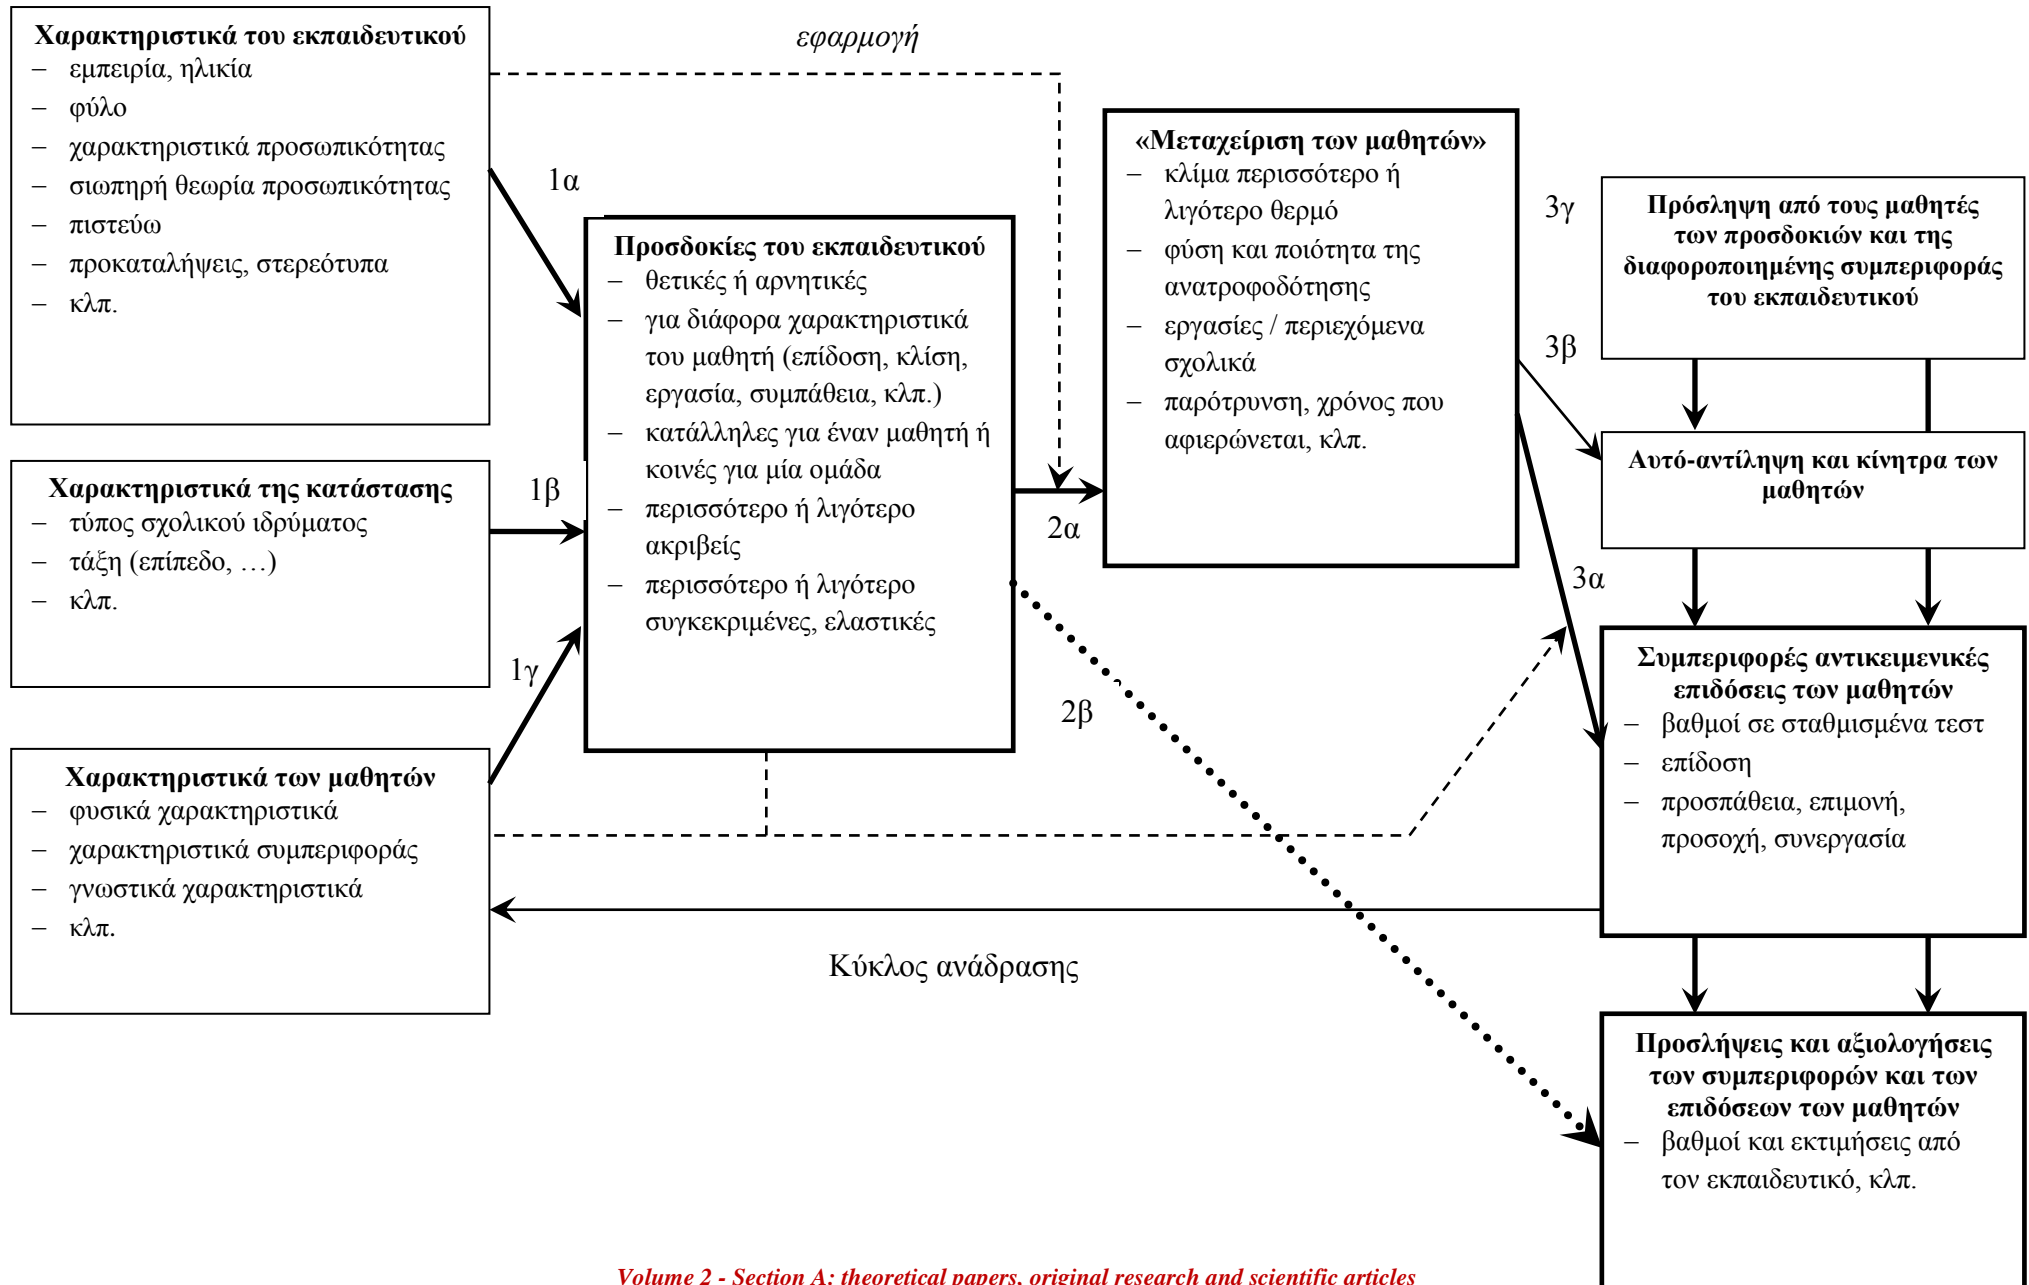 Χαρακτηριστικά του εκπαιδευτικού
– εμπειρία, ηλικία
– φύλο
– χαρακτηριστικά προσωπικότητας
– σιωπηρή θεωρία προσωπικότητας
– πιστεύω
– προκαταλήψεις, στερεότυπα
– κλπ.
Χαρακτηριστικά της κατάστασης
– τύπος σχολικού ιδρύματος
– τάξη (επίπεδο, …)
– κλπ.
Χαρακτηριστικά των μαθητών
– φυσικά χαρακτηριστικά
– χαρακτηριστικά συμπεριφοράς
– γνωστικά χαρακτηριστικά
– κλπ.
εφαρμογή
1α
1β
1γ
Προσδοκίες του εκπαιδευτικού
– θετικές ή αρνητικές
– για διάφορα χαρακτηριστικά
του μαθητή (επίδοση, κλίση,
εργασία, συμπάθεια, κλπ.)
– κατάλληλες για έναν μαθητή ή
κοινές για μία ομάδα
– περισσότερο ή λιγότερο
ακριβείς
– περισσότερο ή λιγότερο
συγκεκριμένες, ελαστικές
2α
2β
«Μεταχείριση των μαθητών»
– κλίμα περισσότερο ή
λιγότερο θερμό
– φύση και ποιότητα της
ανατροφοδότησης
– εργασίες / περιεχόμενα
σχολικά
– παρότρυνση, χρόνος που
αφιερώνεται, κλπ.
3γ
3β
3α
Πρόσληψη από τους μαθητές
των προσδοκιών και της
διαφοροποιημένης συμπεριφοράς
του εκπαιδευτικού
Αυτό-αντίληψη και κίνητρα των
μαθητών
Συμπεριφορές αντικειμενικές
επιδόσεις των μαθητών
– βαθμοί σε σταθμισμένα τεστ
– επίδοση
– προσπάθεια, επιμονή,
προσοχή, συνεργασία
Κύκλος ανάδρασης
Προσλήψεις και αξιολογήσεις
των συμπεριφορών και των
επιδόσεων των μαθητών
– βαθμοί και εκτιμήσεις από
τον εκπαιδευτικό, κλπ.
Volume 2 - Section A: theoretical papers, original research and scientific articles